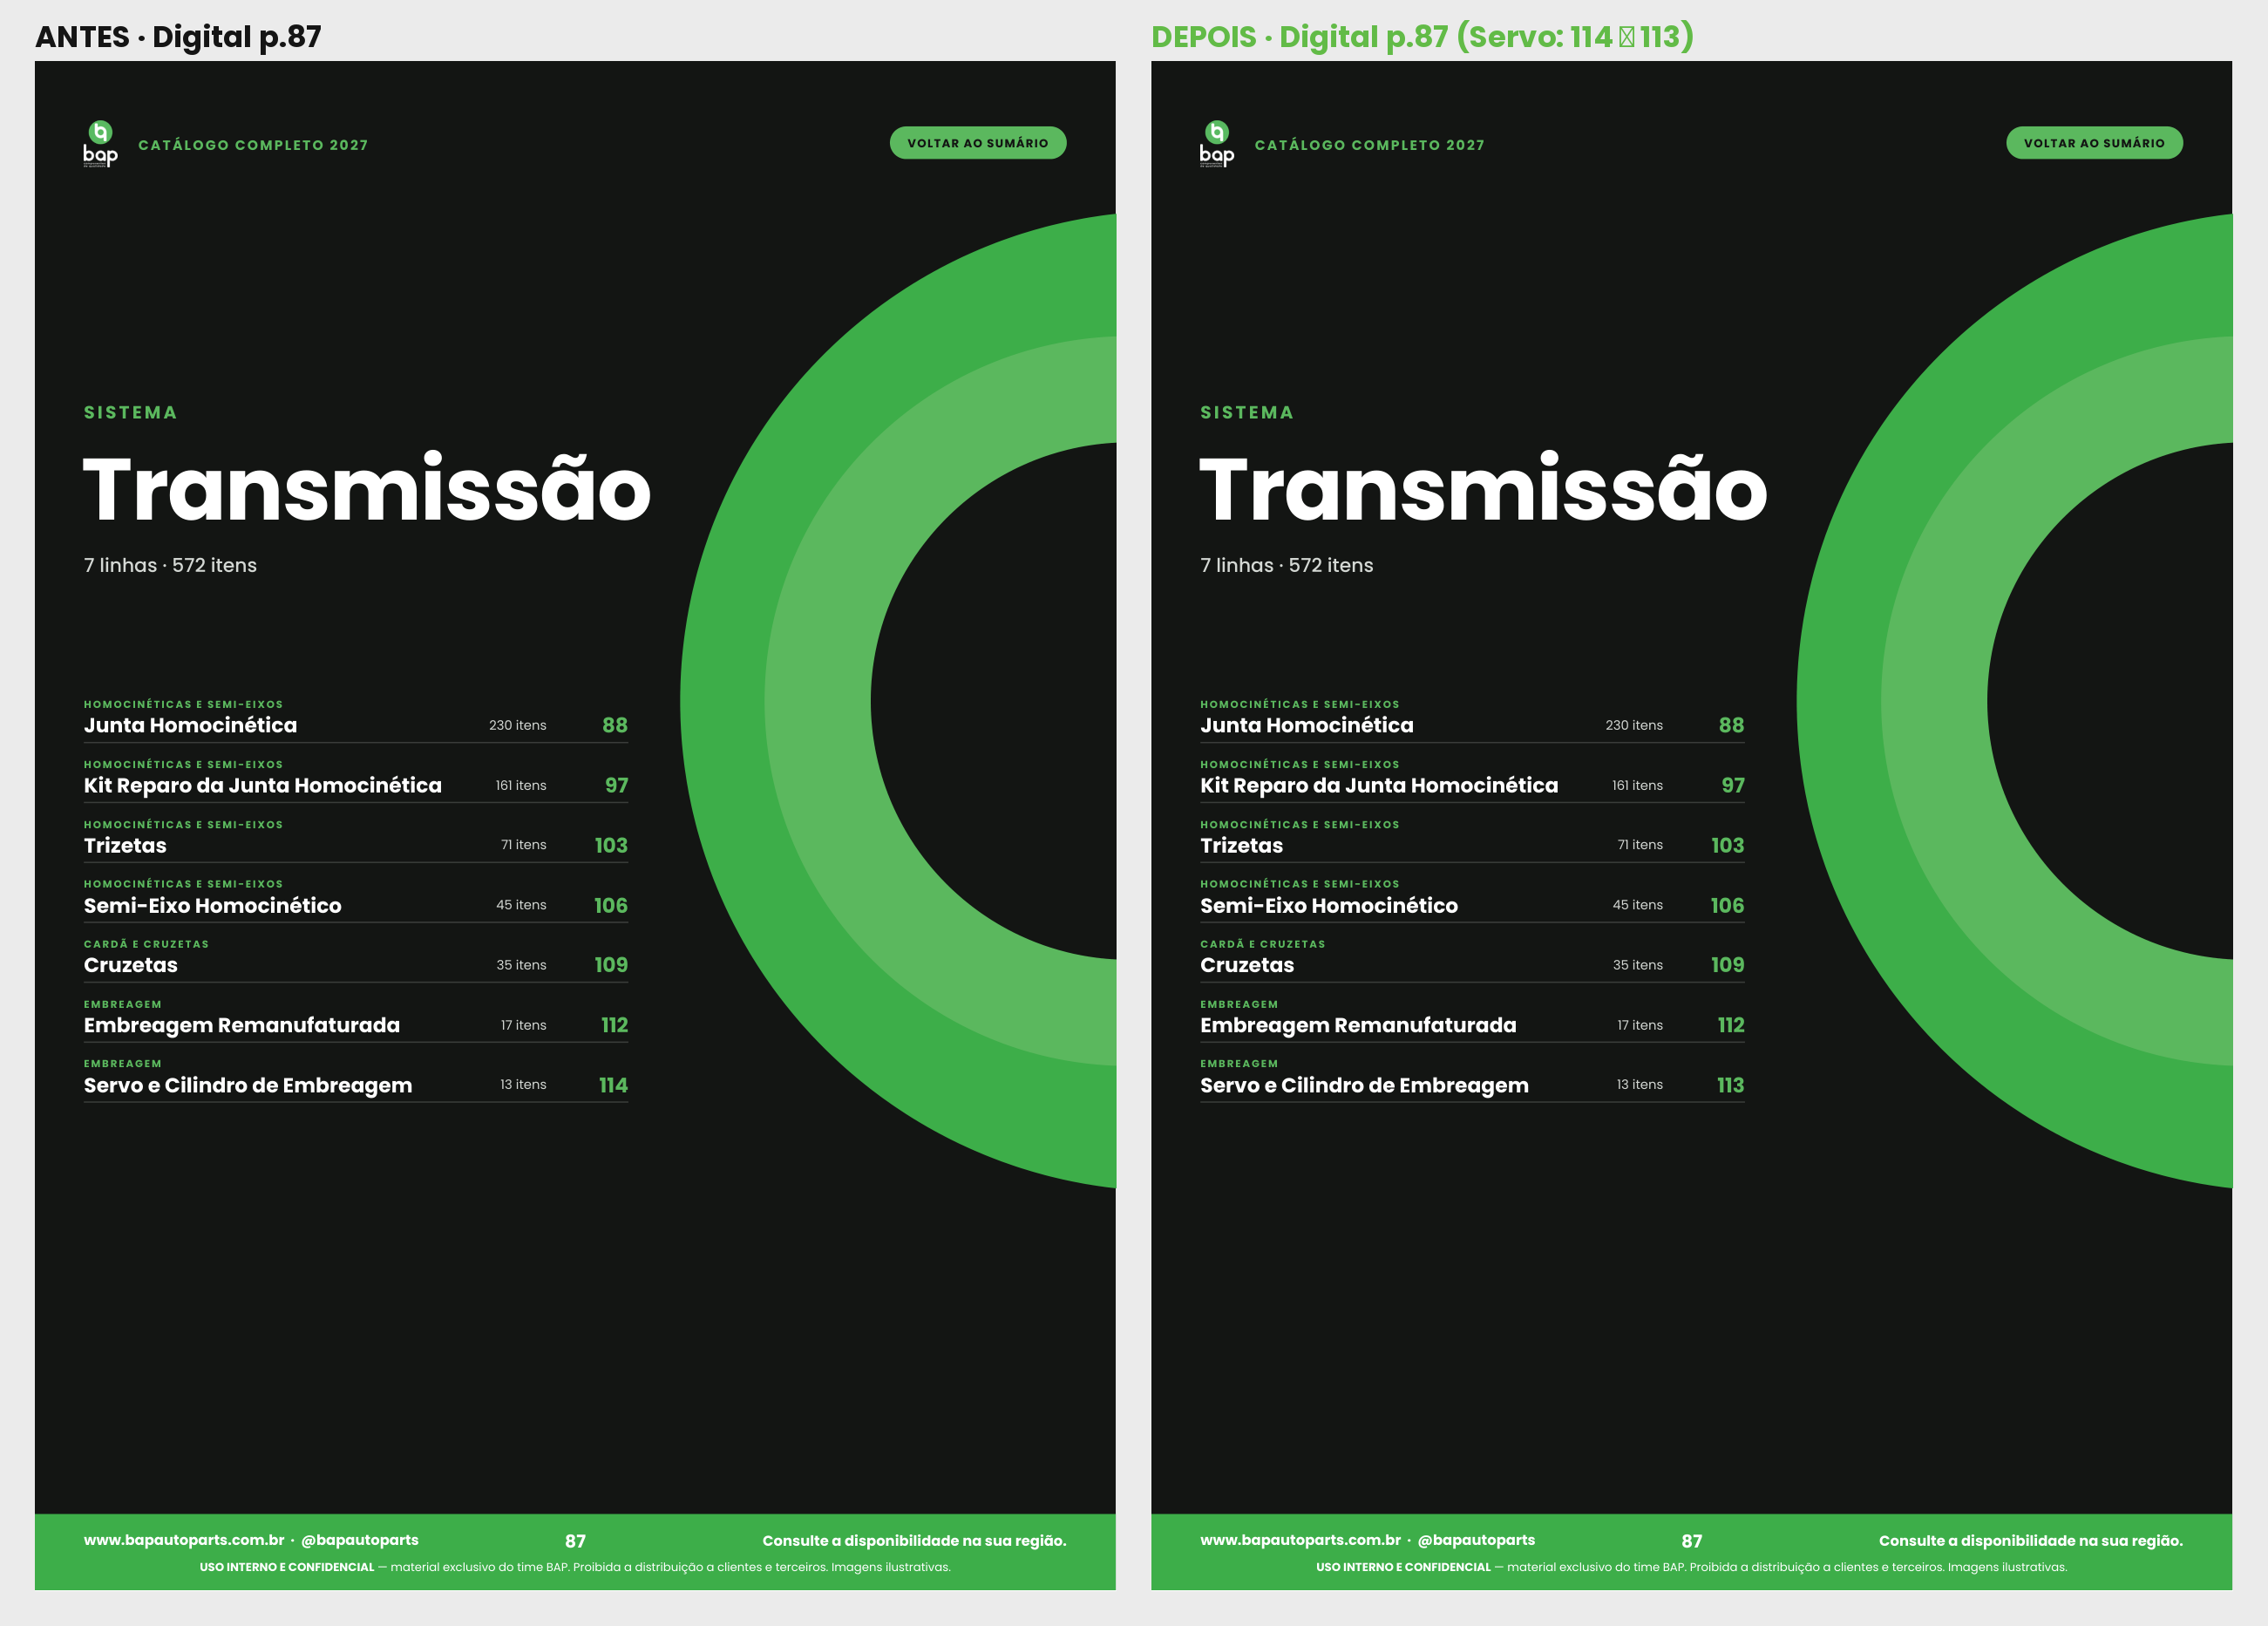 ANTES · Digital p.87
bap
CATÁLOGO COMPLETO 2027
VOLTAR AO SUMÁRIO
SISTEMA
Transmissão
7 linhas · 572 itens
HOMOCINÉTICAS E SEMI-EIXOS
Junta Homocinética 230 itens 88
HOMOCINÉTICAS E SEMI-EIXOS
Kit Reparo da Junta Homocinética 161 itens 97
HOMOCINÉTICAS E SEMI-EIXOS
Trizetas 71 itens 103
HOMOCINÉTICAS E SEMI-EIXOS
Semi-Eixo Homocinético 45 itens 106
CARDÃ E CRUZETAS
Cruzetas 35 itens 109
EMBREAGEM
Embreagem Remanufaturada 17 itens 112
EMBREAGEM
Servo e Cilindro de Embreagem 13 itens 114
www.bapautoparts.com.br · @bapautoparts 87 Consulte a disponibilidade na sua região.
USO INTERNO E CONFIDENCIAL — material exclusivo do time BAP. Proibida a distribuição a clientes e terceiros. Imagens ilustrativas.
DEPOIS · Digital p.87 (Servo: 114 113)
bap
CATÁLOGO COMPLETO 2027
VOLTAR AO SUMÁRIO
SISTEMA
Transmissão
7 linhas · 572 itens
HOMOCINÉTICAS E SEMI-EIXOS
Junta Homocinética 230 itens 88
HOMOCINÉTICAS E SEMI-EIXOS
Kit Reparo da Junta Homocinética 161 itens 97
HOMOCINÉTICAS E SEMI-EIXOS
Trizetas 71 itens 103
HOMOCINÉTICAS E SEMI-EIXOS
Semi-Eixo Homocinético 45 itens 106
CARDÃ E CRUZETAS
Cruzetas 35 itens 109
EMBREAGEM
Embreagem Remanufaturada 17 itens 112
EMBREAGEM
Servo e Cilindro de Embreagem 13 itens 113
www.bapautoparts.com.br · @bapautoparts 87 Consulte a disponibilidade na sua região.
USO INTERNO E CONFIDENCIAL — material exclusivo do time BAP. Proibida a distribuição a clientes e terceiros. Imagens ilustrativas.